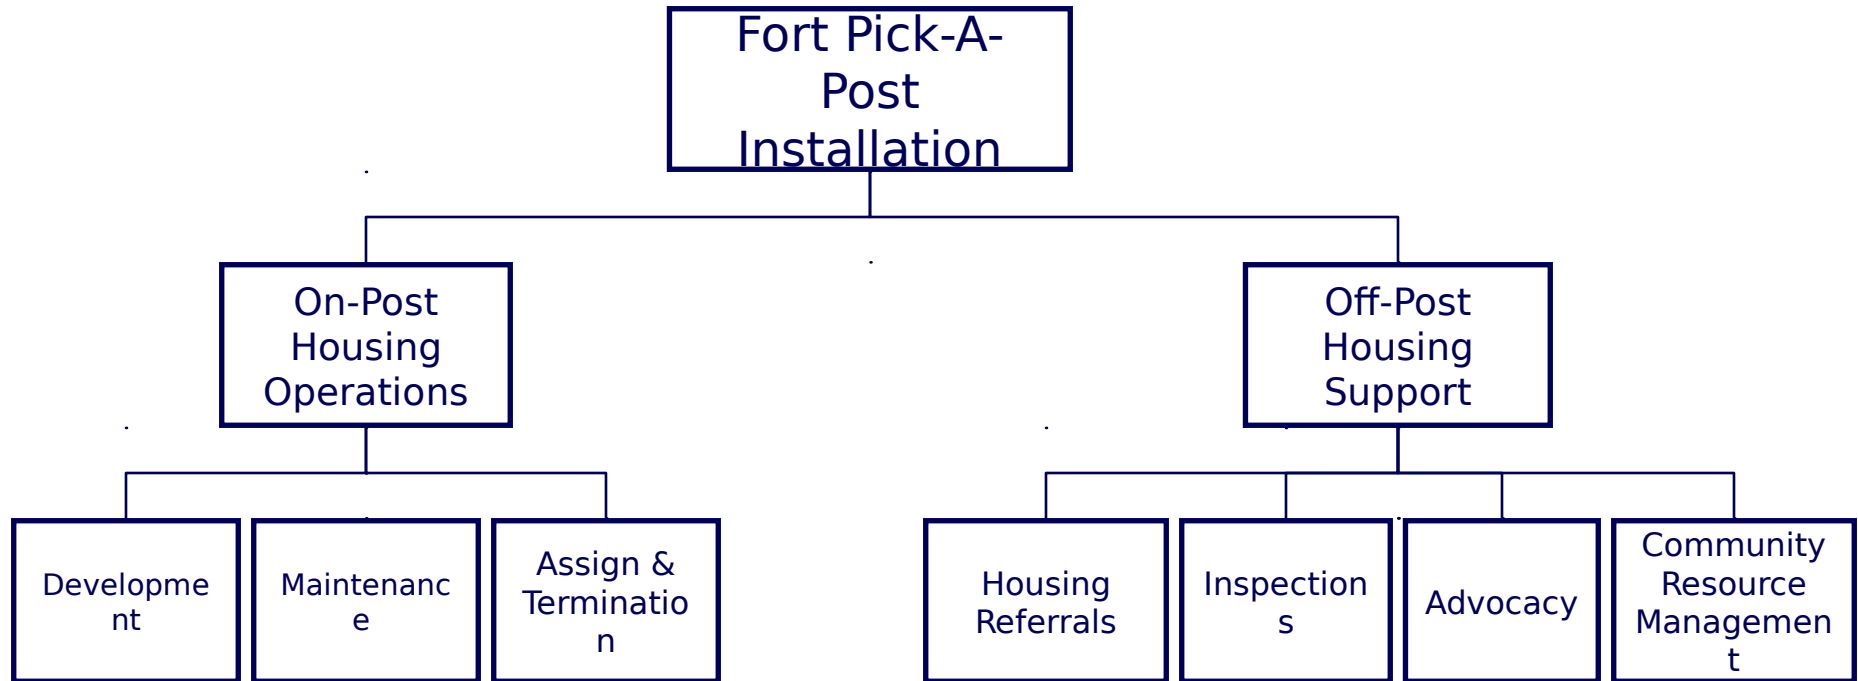 Fort Pick-A-
Post
Installation
On-Post
Housing
Operations
Off-Post
Housing
Support
Developme
nt
Maintenanc
e
Assign &
Terminatio
n
Housing
Referrals
Inspection
s
Advocacy
Community
Resource
Managemen
t